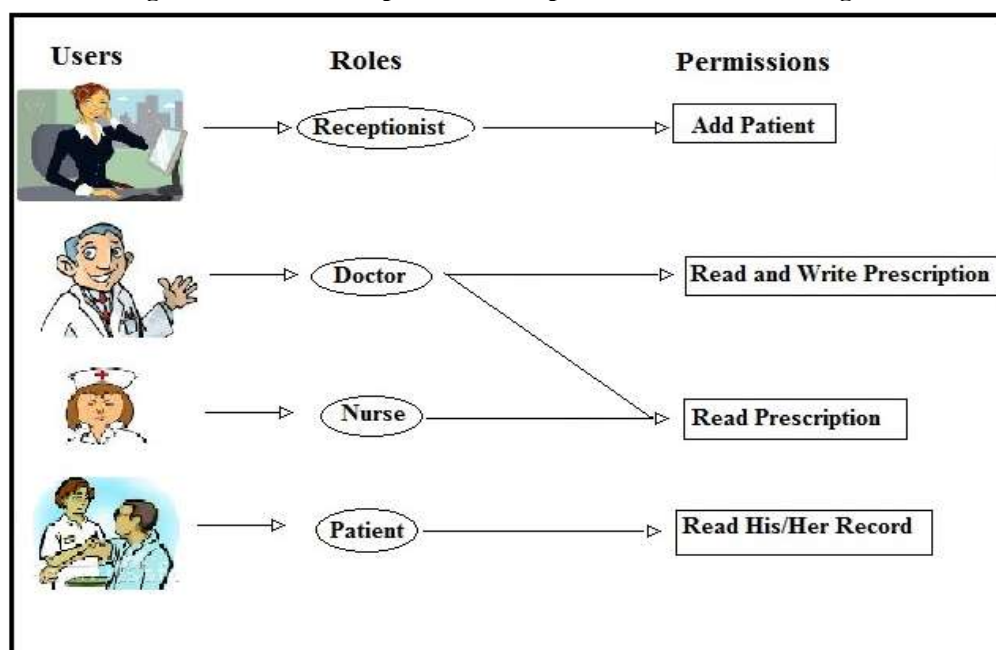 Users Roles Permissions
Receptionist Add Patient
Doctor Read and Write Prescription
Nurse Read Prescription
Patient Read His/Her Record